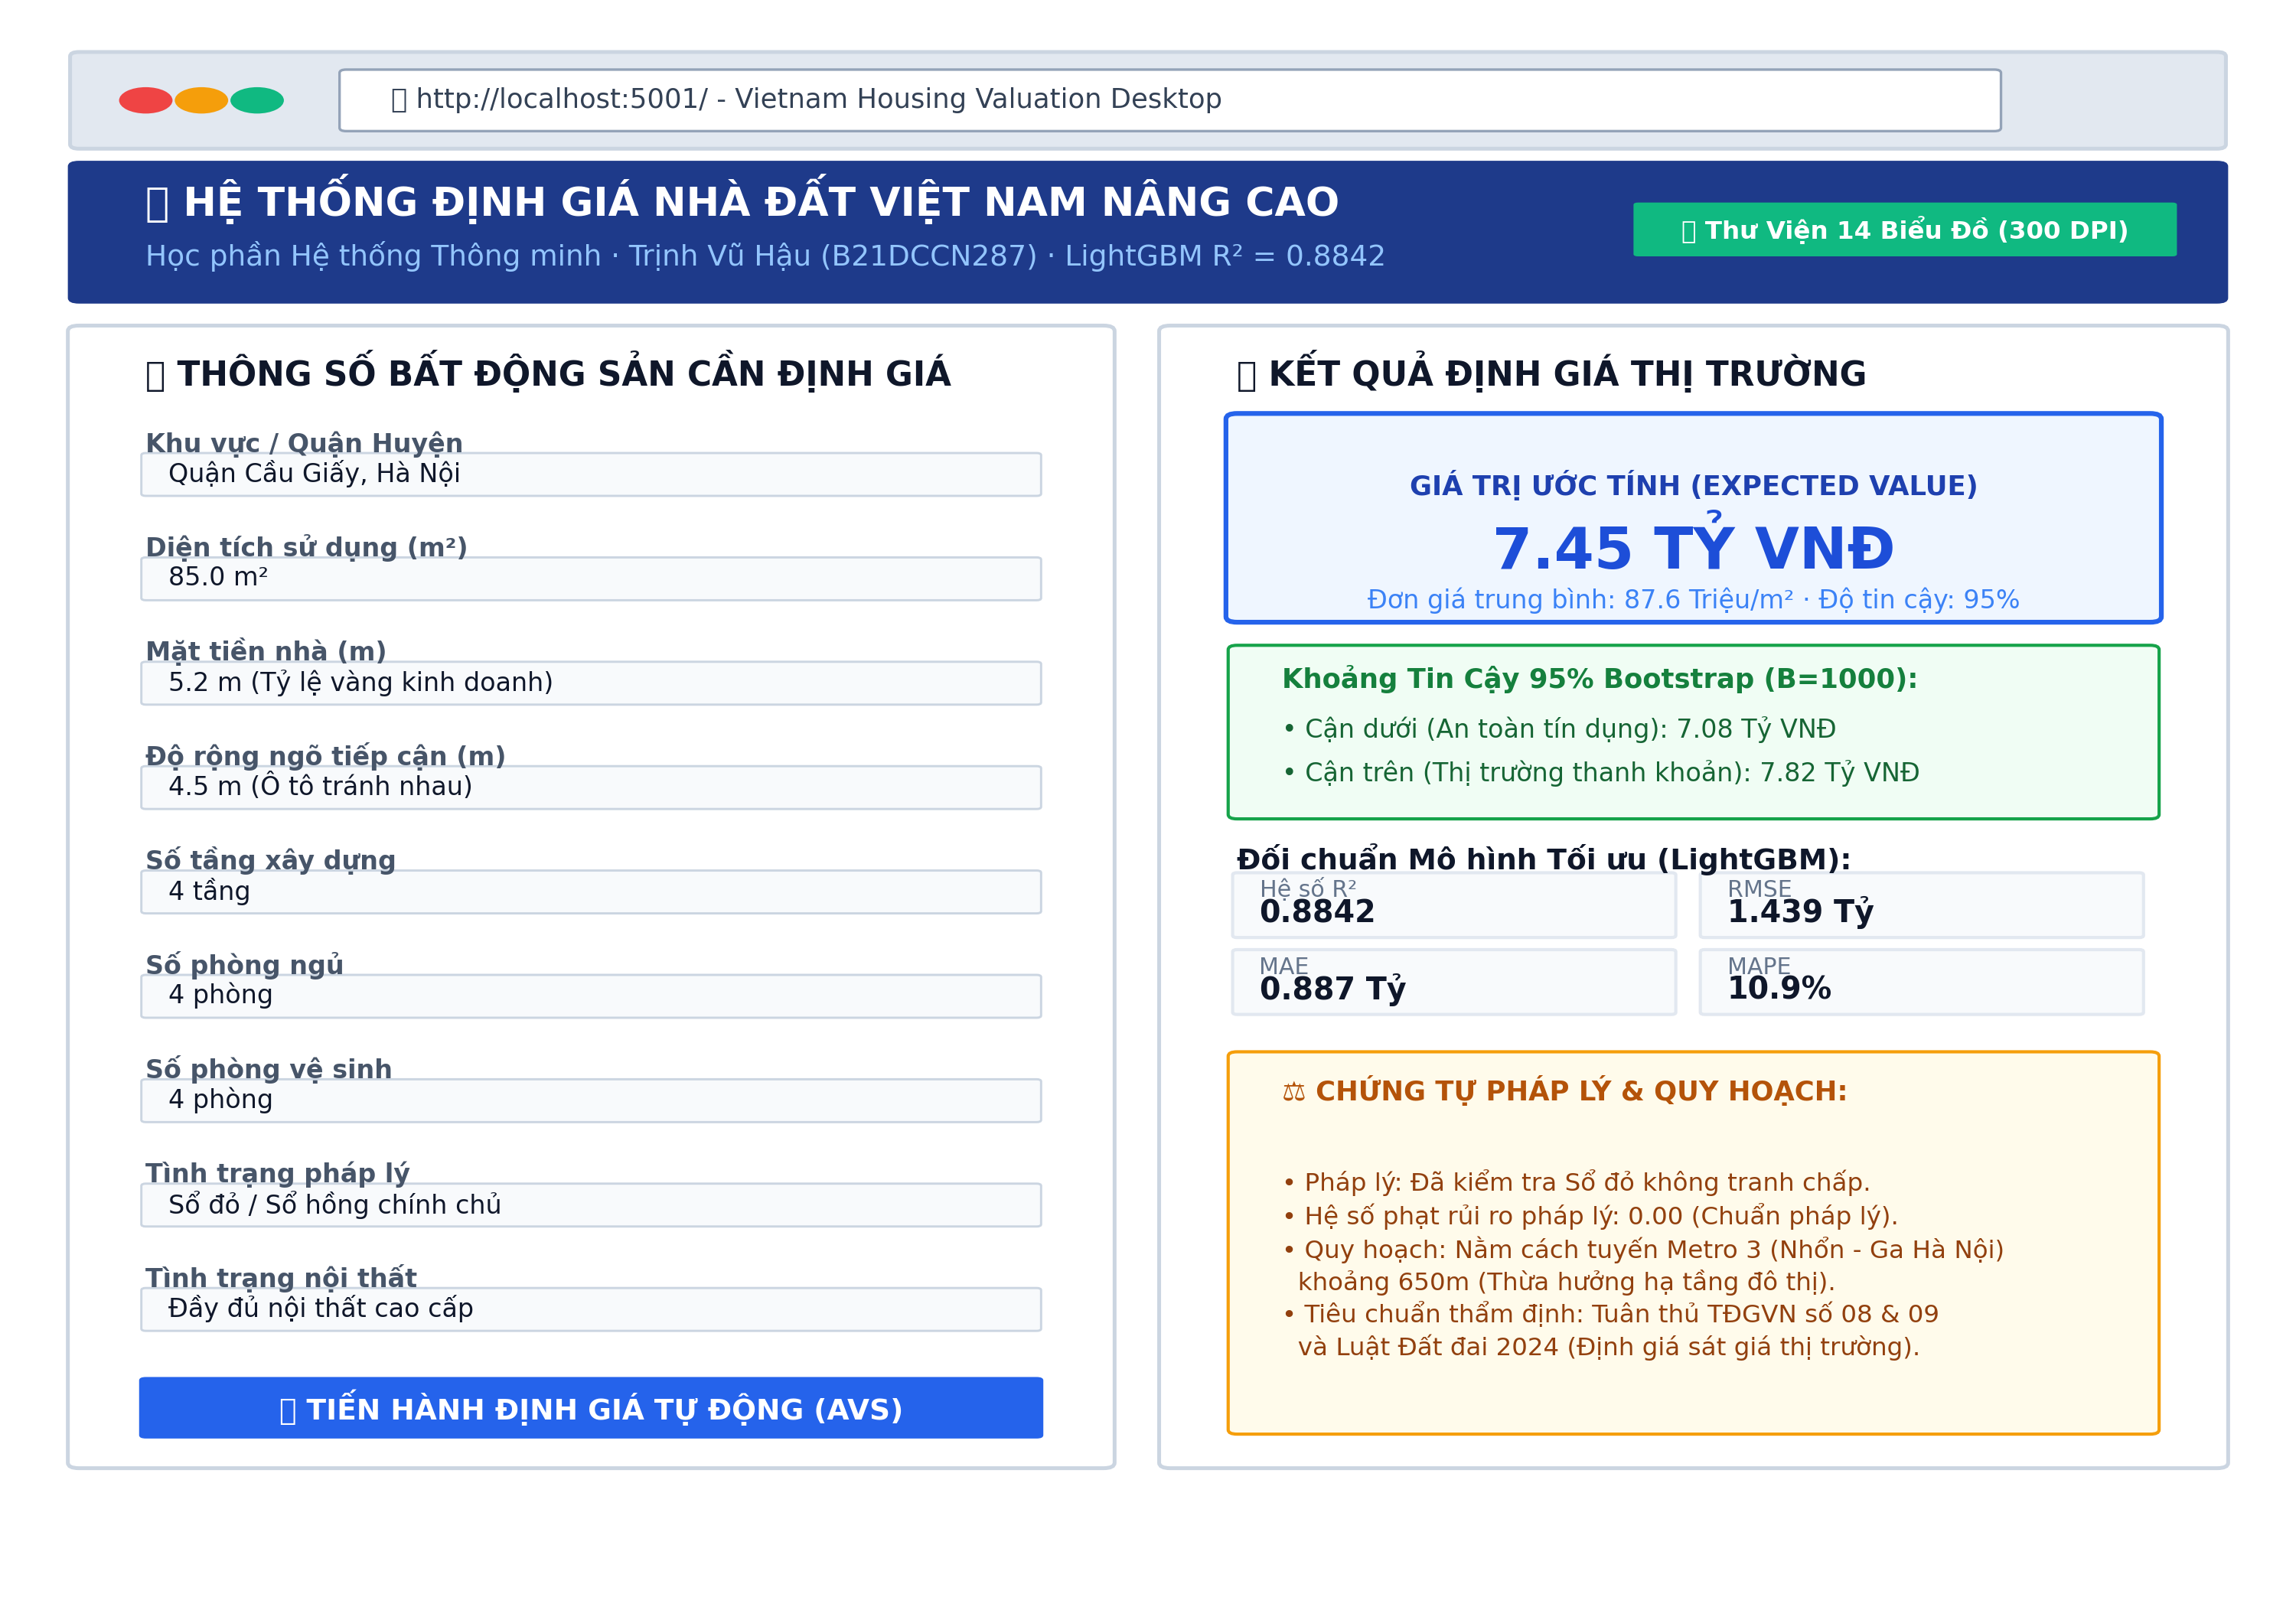 http://localhost:5001/ - Vietnam Housing Valuation Desktop
HỆ THỐNG ĐỊNH GIÁ NHÀ ĐẤT VIỆT NAM NÂNG CAO
Học phần Hệ thống Thông minh · Trịnh Vũ Hậu (B21DCCN287) · LightGBM R² = 0.8842
Thư Viện 14 Biểu Đồ (300 DPI)
THÔNG SỐ BẤT ĐỘNG SẢN CẦN ĐỊNH GIÁ
Khu vực / Quận Huyện
Quận Cầu Giấy, Hà Nội
Diện tích sử dụng (m²)
85.0 m²
Mặt tiền nhà (m)
5.2 m (Tỷ lệ vàng kinh doanh)
Độ rộng ngõ tiếp cận (m)
4.5 m (Ô tô tránh nhau)
Số tầng xây dựng
4 tầng
Số phòng ngủ
4 phòng
Số phòng vệ sinh
4 phòng
Tình trạng pháp lý
Sổ đỏ / Sổ hồng chính chủ
Tình trạng nội thất
Đầy đủ nội thất cao cấp
TIẾN HÀNH ĐỊNH GIÁ TỰ ĐỘNG (AVS)
KẾT QUẢ ĐỊNH GIÁ THỊ TRƯỜNG
GIÁ TRỊ ƯỚC TÍNH (EXPECTED VALUE)
7.45 TỶ VNĐ
Đơn giá trung bình: 87.6 Triệu/m² · Độ tin cậy: 95%
Khoảng Tin Cậy 95% Bootstrap (B=1000):
• Cận dưới (An toàn tín dụng): 7.08 Tỷ VNĐ
• Cận trên (Thị trường thanh khoản): 7.82 Tỷ VNĐ
Đối chuẩn Mô hình Tối ưu (LightGBM):
Hệ số R²
0.8842
RMSE
1.439 Tỷ
MAE
0.887 Tỷ
MAPE
10.9%
⚖ CHỨNG TỰ PHÁP LÝ & QUY HOẠCH:
• Pháp lý: Đã kiểm tra Sổ đỏ không tranh chấp.
• Hệ số phạt rủi ro pháp lý: 0.00 (Chuẩn pháp lý).
• Quy hoạch: Nằm cách tuyến Metro 3 (Nhổn - Ga Hà Nội)
khoảng 650m (Thừa hưởng hạ tầng đô thị).
• Tiêu chuẩn thẩm định: Tuân thủ TĐGVN số 08 & 09
và Luật Đất đai 2024 (Định giá sát giá thị trường).